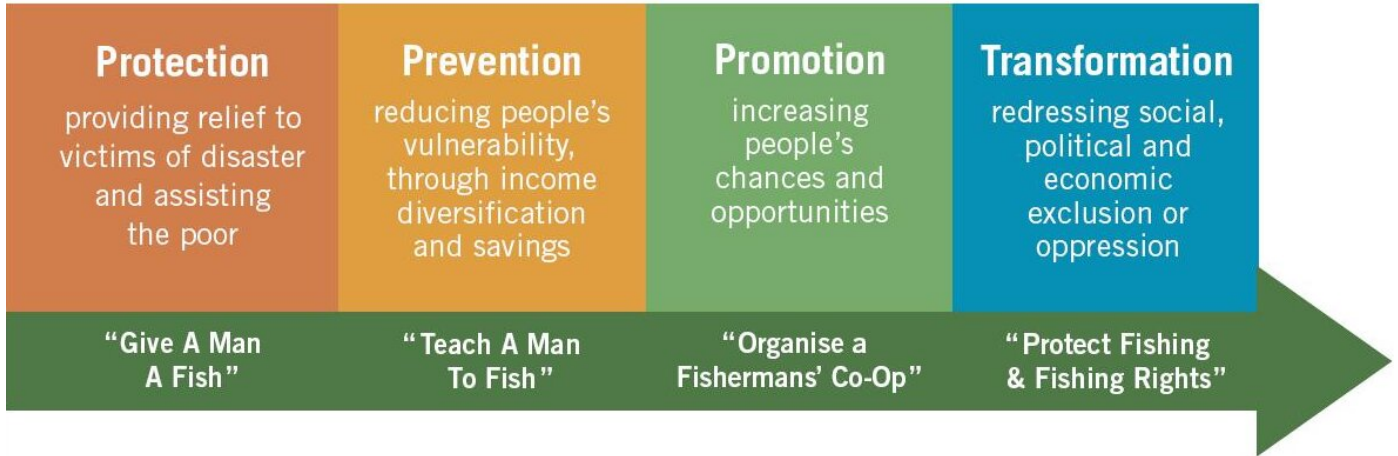 Protection
providing relief to
victims of disaster
and assisting
the poor
Prevention
reducing people's
vulnerability,
through income
diversification
and savings
Promotion
increasing
people's
chances and
opportunities
Transformation
redressing social,
political and
economic
exclusion or
oppression
“Give A Man
A Fish”
“Teach A Man
To Fish”
“Organise a
Fishermans’ Co-Op”
“Protect Fishing
& Fishing Rights”